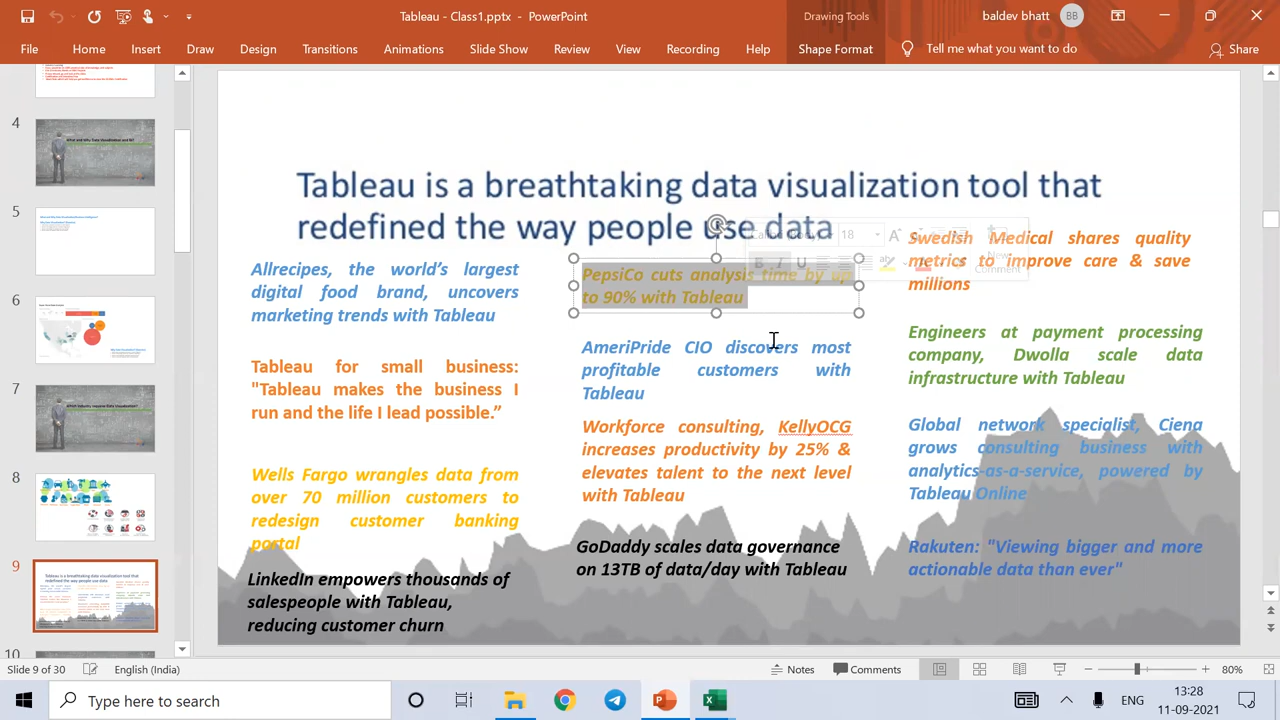 Tableau - Class1.pptx - PowerPoint
Drawing Tools
baldev bhatt
BB
File
Home
Insert
Draw
Design
Transitions
Animations
Slide Show
Review
View
Recording
Help
Shape Format
Tell me what you want to do
Share
4
5
6
7
8
9
10
Tableau is a breathtaking data visualization tool that
redefined the way people use data
Allrecipes, the world’s largest
digital food brand, uncovers
marketing trends with Tableau
Tableau for small business:
"Tableau makes the business I
run and the life I lead possible.”
Wells Fargo wrangles data from
over 70 million customers to
redesign customer banking
portal
LinkedIn empowers thousands of
salespeople with Tableau,
reducing customer churn
PepsiCo cuts analysis time by up
to 90% with Tableau
AmeriPride CIO discovers most
profitable customers with
Tableau
Workforce consulting, KellyOCG
increases productivity by 25% &
elevates talent to the next level
with Tableau
GoDaddy scales data governance
on 13TB of data/day with Tableau
18
New
Comment
Swedish Medical shares quality
metrics to improve care & save
millions
Engineers at payment processing
company, Dwolla scale data
infrastructure with Tableau
Global network specialist, Ciena
grows consulting business with
analytics-as-a-service, powered by
Tableau Online
Rakuten: "Viewing bigger and more
actionable data than ever"
Slide 9 of 30
English (India)
Notes
Comments
80%
Type here to search
ENG
13:28
11-09-2021